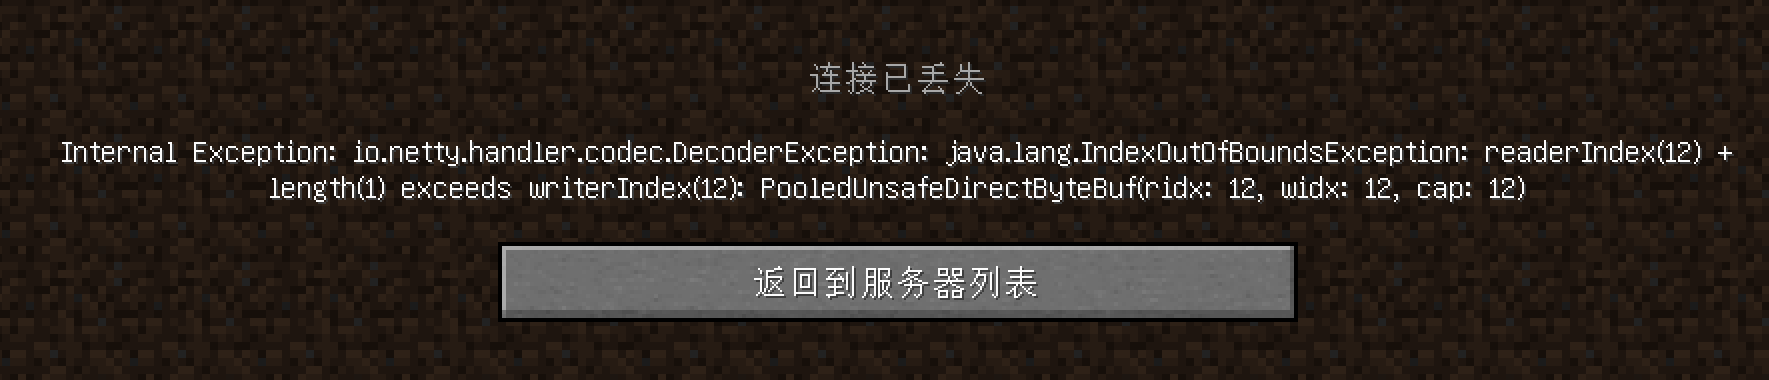 连接已丢失
Internal Exception: io.netty.handler.codec.DecoderException: java.lang.IndexOutOfBoundsException: readerIndex(12) +
length(1) exceeds writerIndex(12): PooledUnsafeDirectByteBuf(ridx: 12, widx: 12, cap: 12)
返回到服务器列表